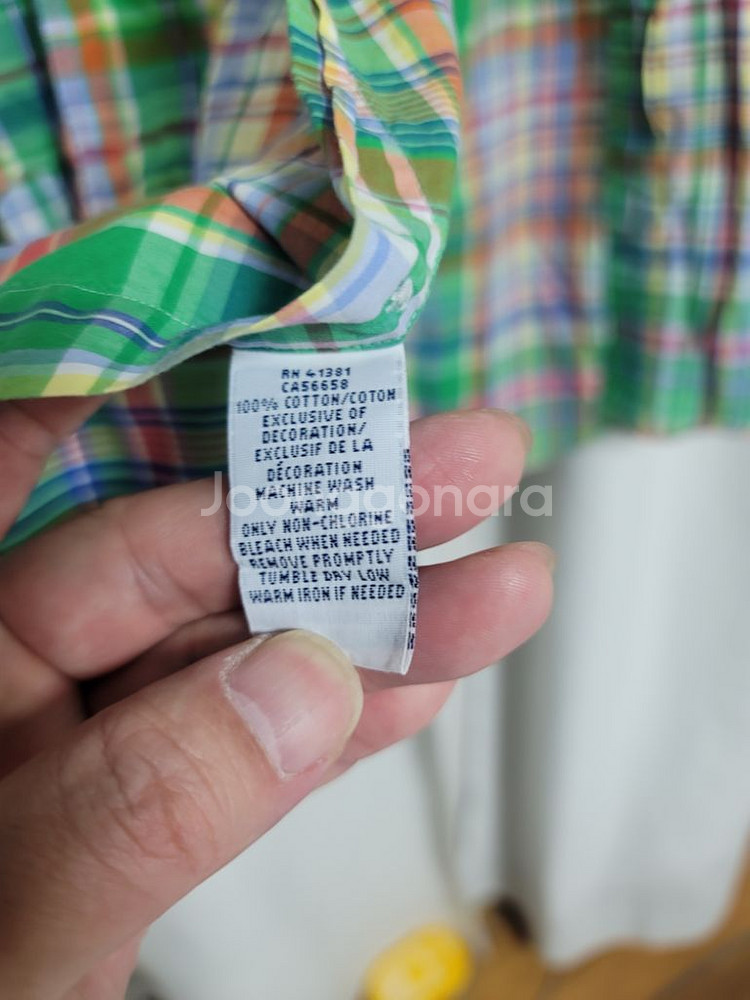 RN 41381
CA56658
100% COTTON/COTON
EXCLUSIVE OF
DECORATION/
EXCLUSIF DE LA
DÉCORATION
MACHINE WASH
WARM
ONLY NON-CHLORINE
BLEACH WHEN NEEDED
REMOVE PROMPTLY
TUMBLE DRY LOW
WARM IRON IF NEEDED
Joonggonara